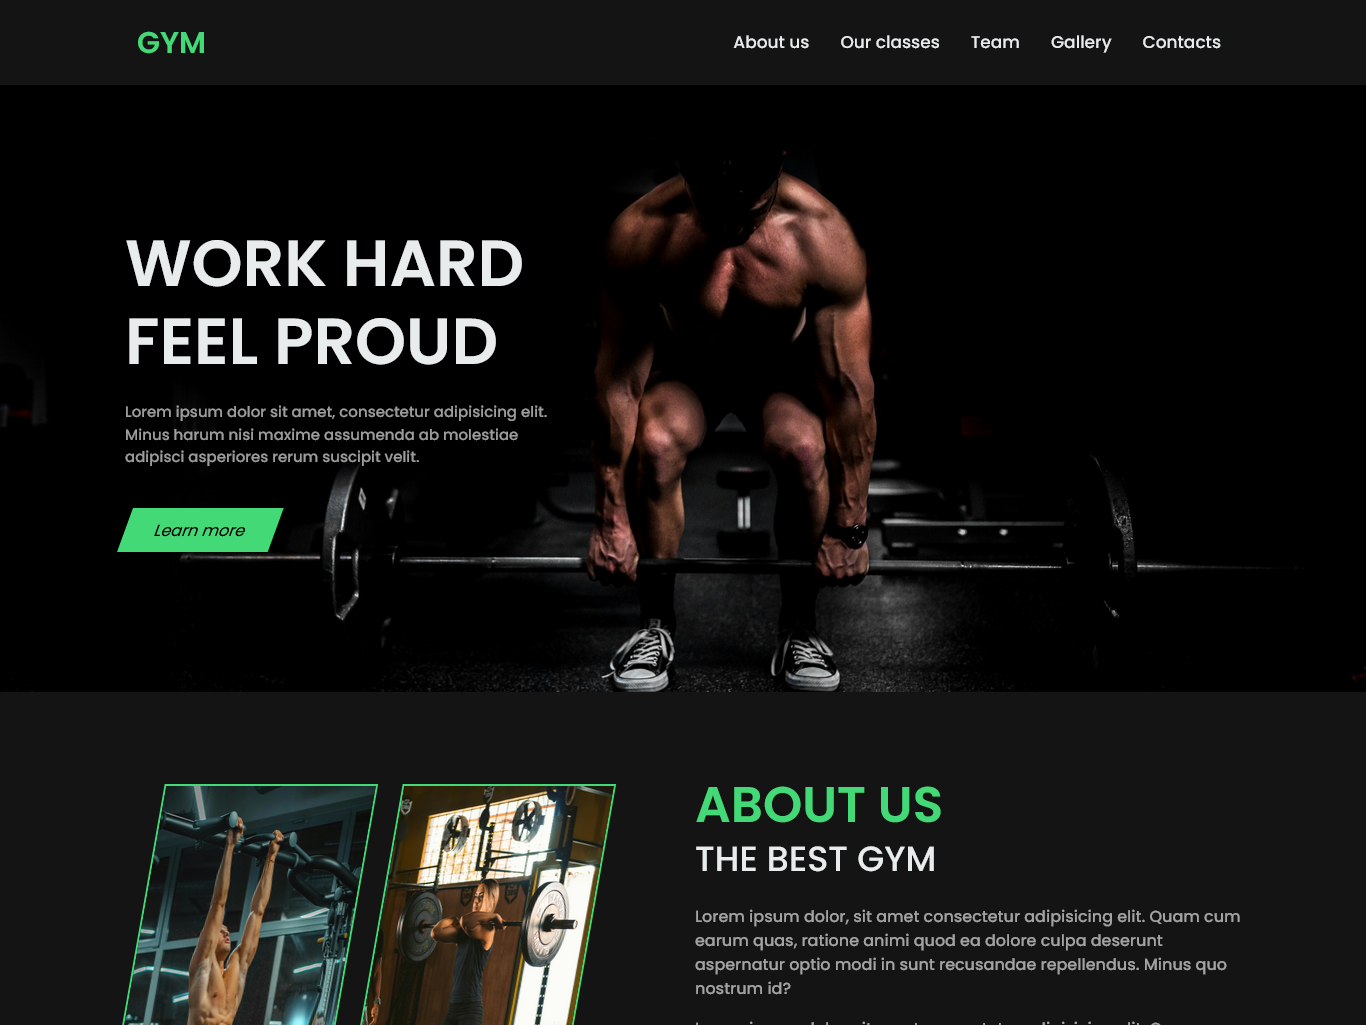 GYM
About us
Our classes
Team
Gallery
Contacts
WORK HARD
FEEL PROUD
Lorem ipsum dolor sit amet, consectetur adipisicing elit.
Minus harum nisi maxime assumenda ab molestiae
adipisci asperiores rerum suscipit velit.
Learn more
ABOUT US
THE BEST GYM
Lorem ipsum dolor, sit amet consectetur adipisicing elit. Quam cum
earum quas, ratione animi quod ea dolore culpa deserunt
aspernatur optio modi in sunt recusandae repellendus. Minus quo
nostrum id?